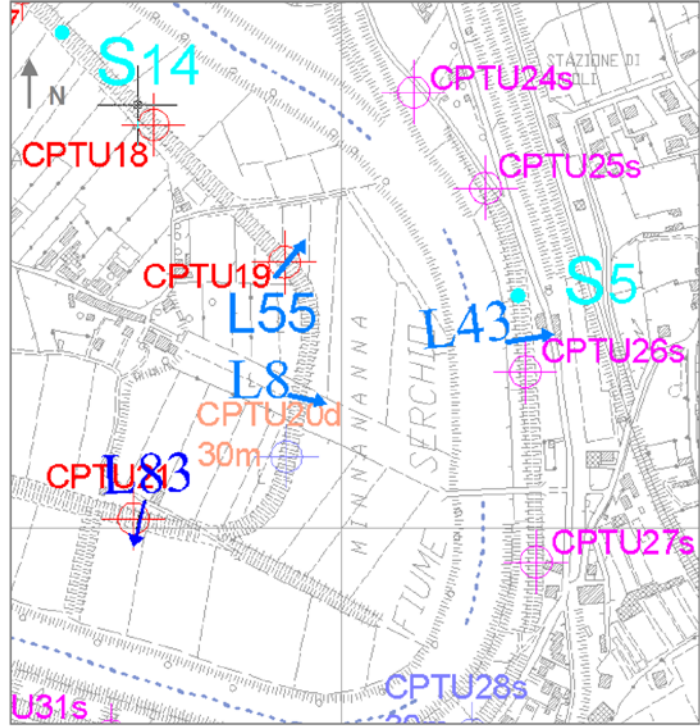 S14
N
CPTU18
CPTU24s
STAZIONE DI
CPTU25s
CPTU19
L55
S5
L43
CPTU26s
L8
CPTU20d
30m
MINNANANNA
FIUME SERCHIO
CPTU21
L83
CPTU27s
CPTU28s
U31s